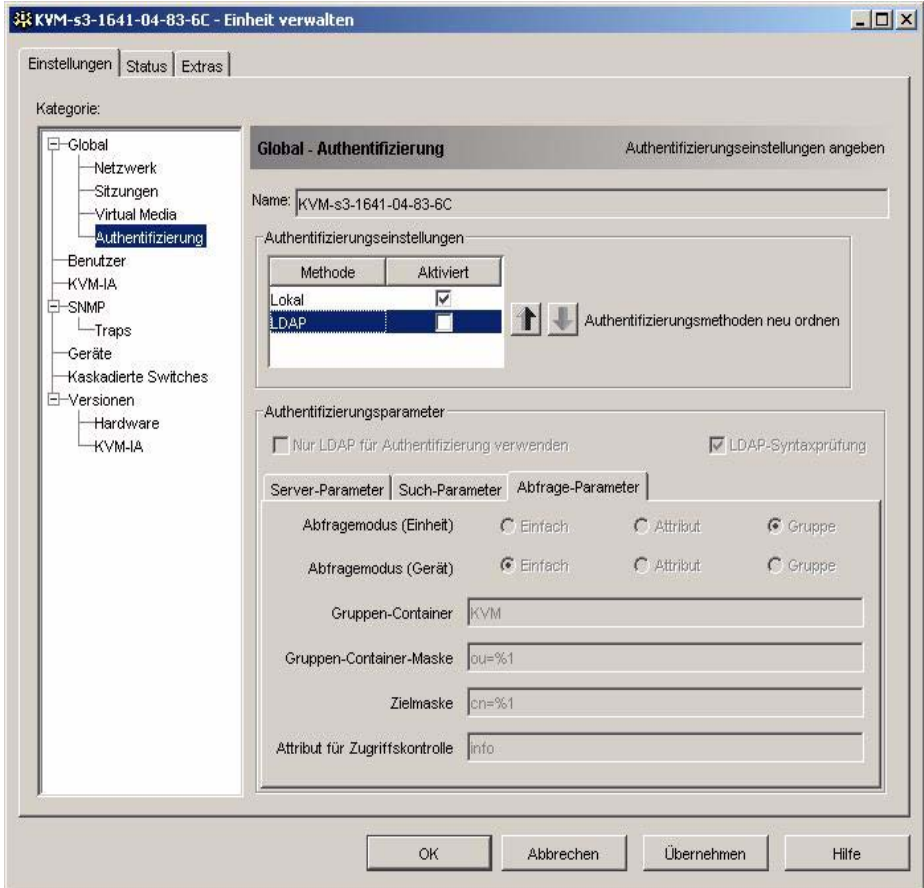 KVM-s3-1641-04-83-6C - Einheit verwalten
Einstellungen Status Extras
Kategorie:
Global
Netzwerk
Sitzungen
Virtual Media
Authentifizierung
Benutzer
KVM-IA
SNMP
Traps
Geräte
Kaskadierte Switches
Versionen
Hardware
KVM-IA
Global - Authentifizierung Authentifizierungseinstellungen angeben
Name: KVM-s3-1641-04-83-6C
Authentifizierungseinstellungen
Methode Aktiviert
Lokal
LDAP
Authentifizierungsmethoden neu ordnen
Authentifizierungsparameter
Nur LDAP für Authentifizierung verwenden LDAP-Syntaxprüfung
Server-Parameter Such-Parameter Abfrage-Parameter
Abfragemodus (Einheit) Einfach Attribut Gruppe
Abfragemodus (Gerät) Einfach Attribut Gruppe
Gruppen-Container KVM
Gruppen-Container-Maske ou=%1
Zielmaske cn=%1
Attribut für Zugriffskontrolle info
OK Abbrechen Übernehmen Hilfe